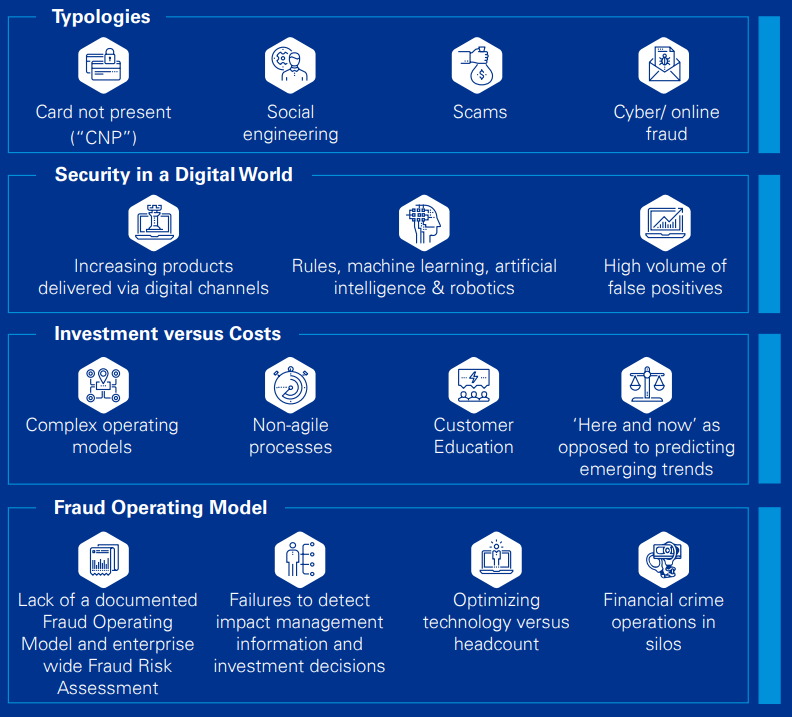 Typologies
Card not present
(“CNP”)
Social
engineering
Scams
Cyber/ online
fraud
Security in a Digital World
Increasing products
delivered via digital channels
Rules, machine learning, artificial
intelligence & robotics
High volume of
false positives
Investment versus Costs
Complex operating
models
Non-agile
processes
Customer
Education
‘Here and now’ as
opposed to predicting
emerging trends
Fraud Operating Model
Lack of a documented
Fraud Operating
Model and enterprise
wide Fraud Risk
Assessment
Failures to detect
impact management
information and
investment decisions
Optimizing
technology versus
headcount
Financial crime
operations in
silos